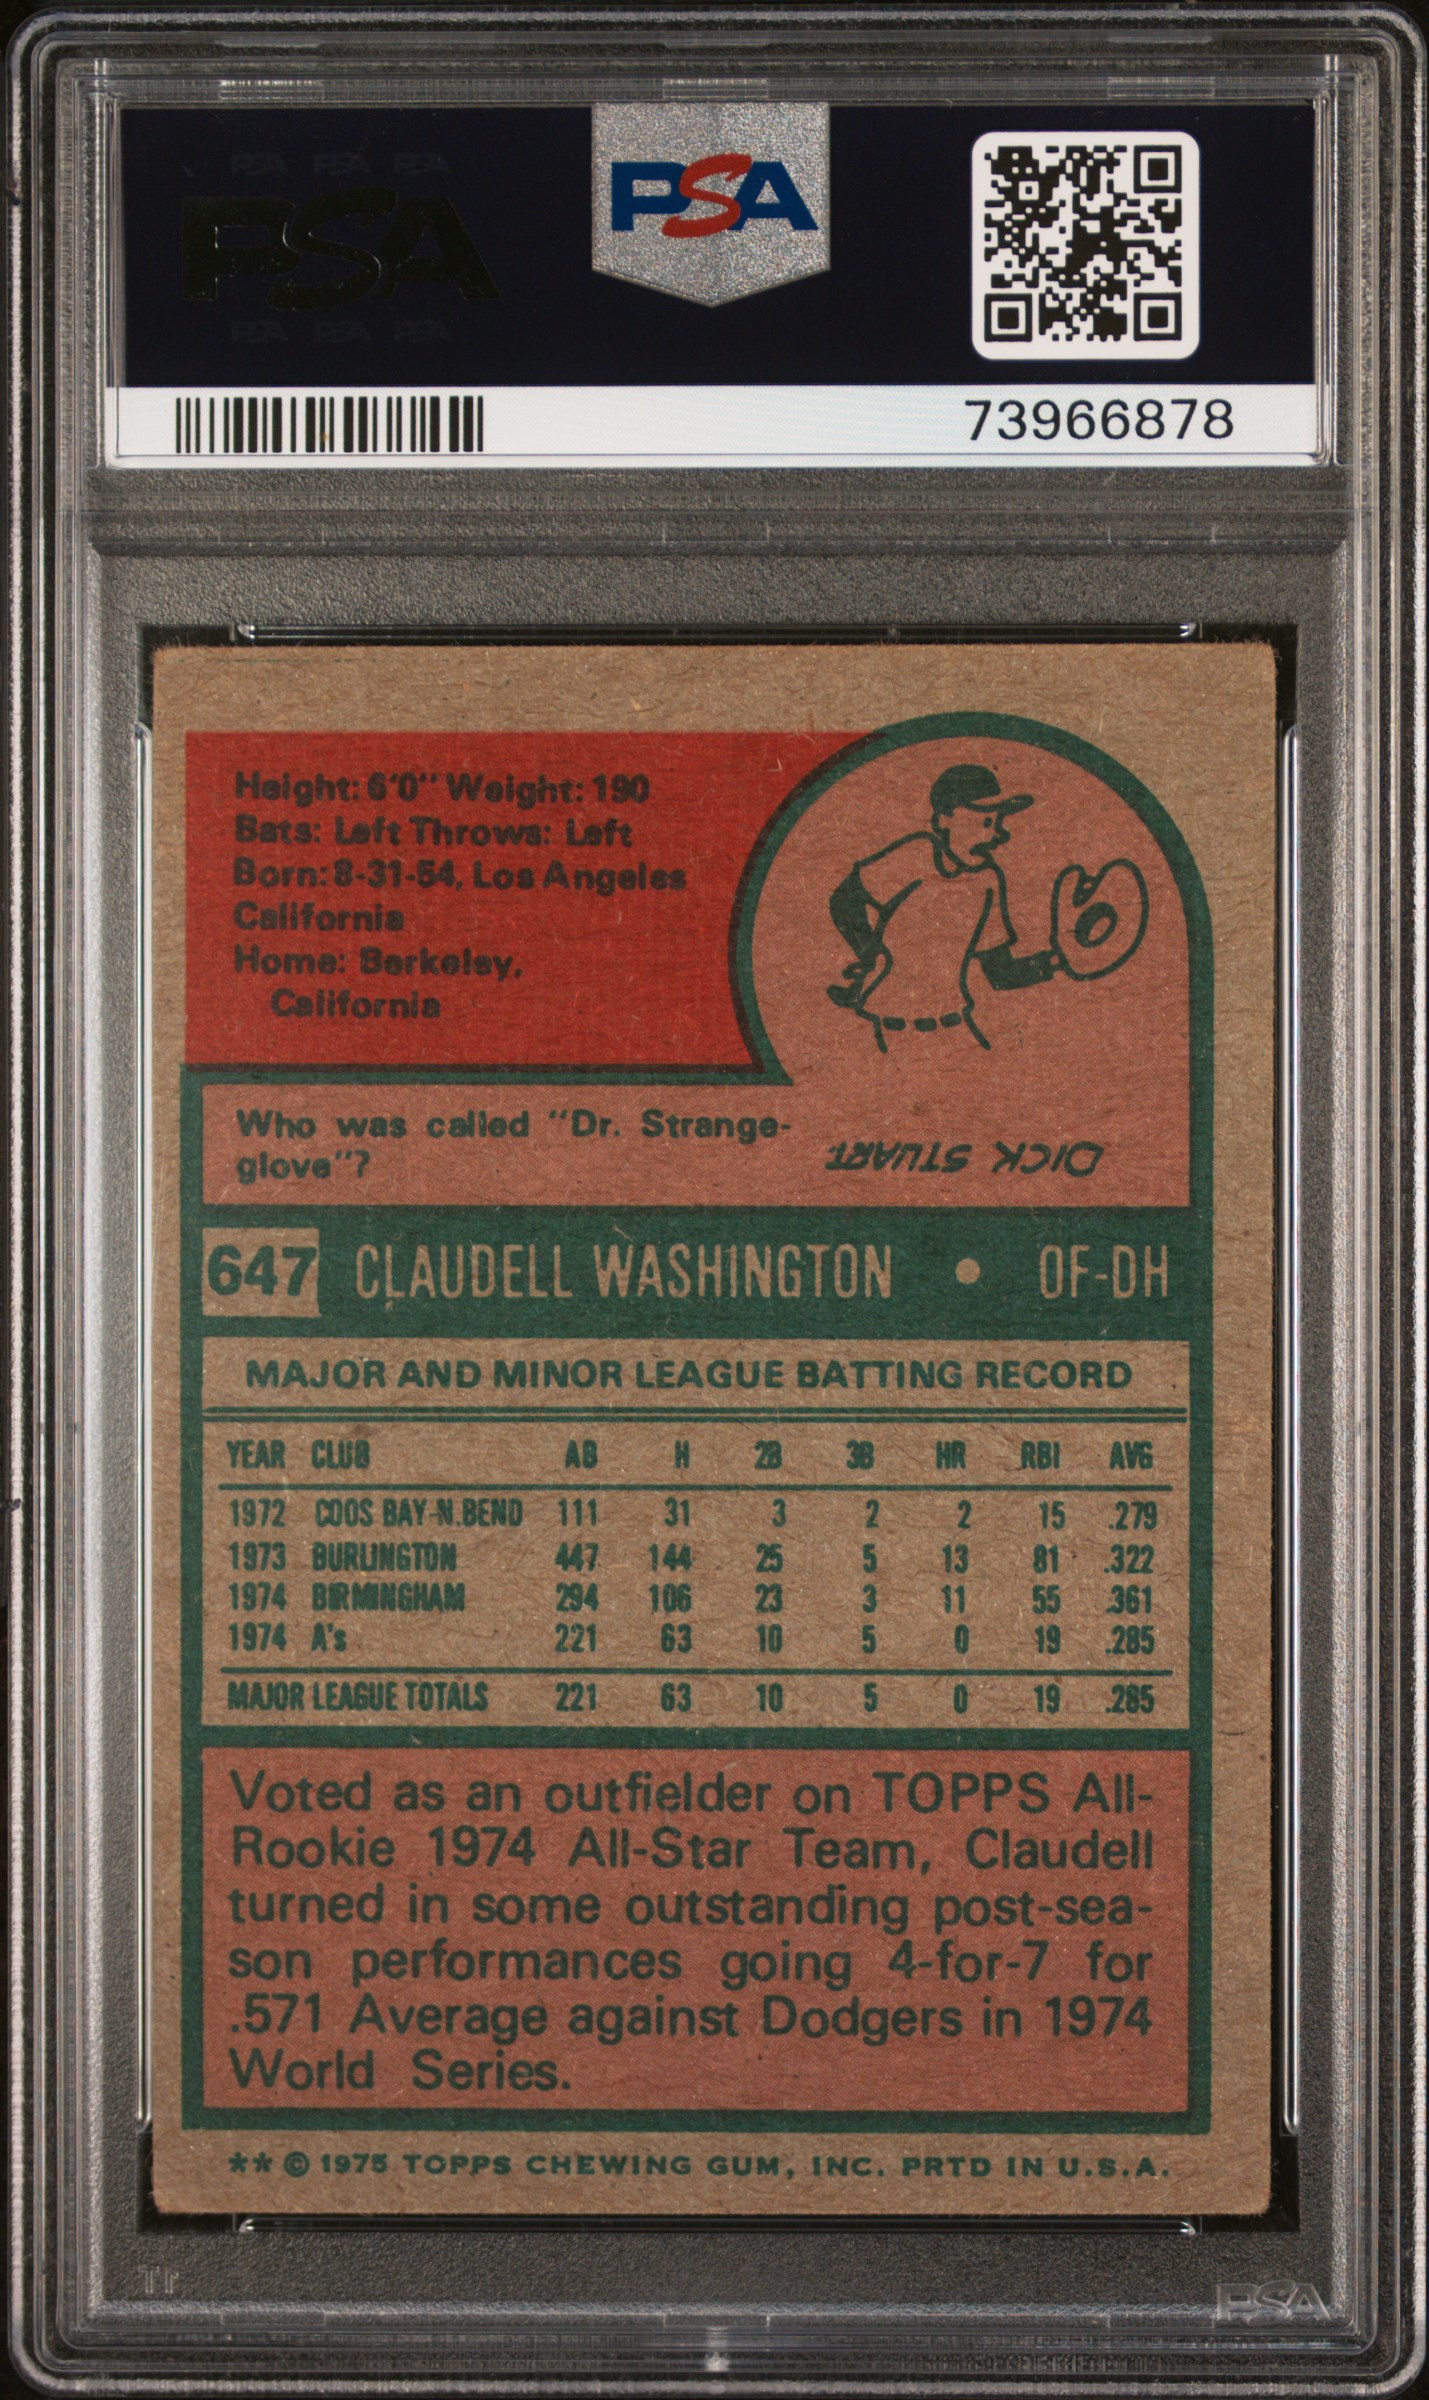 PSA PSA PSA
PSA
PSA PSA PSA
PSA
73966878
Height: 6'0" Weight: 190
Bats: Left Throws: Left
Born: 8-31-54, Los Angeles
California
Home: Berkeley,
California
Who was called "Dr. Strange-
glove"?
DICK STUART
647 CLAUDELL WASHINGTON • OF-DH
MAJOR AND MINOR LEAGUE BATTING RECORD
YEAR CLUB AB H 2B 3B HR RBI AVG
1972 COOS BAY-N.BEND 111 31 3 2 2 15 .279
1973 BURLINGTON 447 144 25 5 13 81 .322
1974 BIRMINGHAM 294 106 23 3 11 55 .361
1974 A's 221 63 10 5 0 19 .285
MAJOR LEAGUE TOTALS 221 63 10 5 0 19 .285
Voted as an outfielder on TOPPS All-
Rookie 1974 All-Star Team, Claudell
turned in some outstanding post-sea-
son performances going 4-for-7 for
.571 Average against Dodgers in 1974
World Series.
** © 1975 TOPPS CHEWING GUM, INC. PRTD IN U.S.A.
PSA